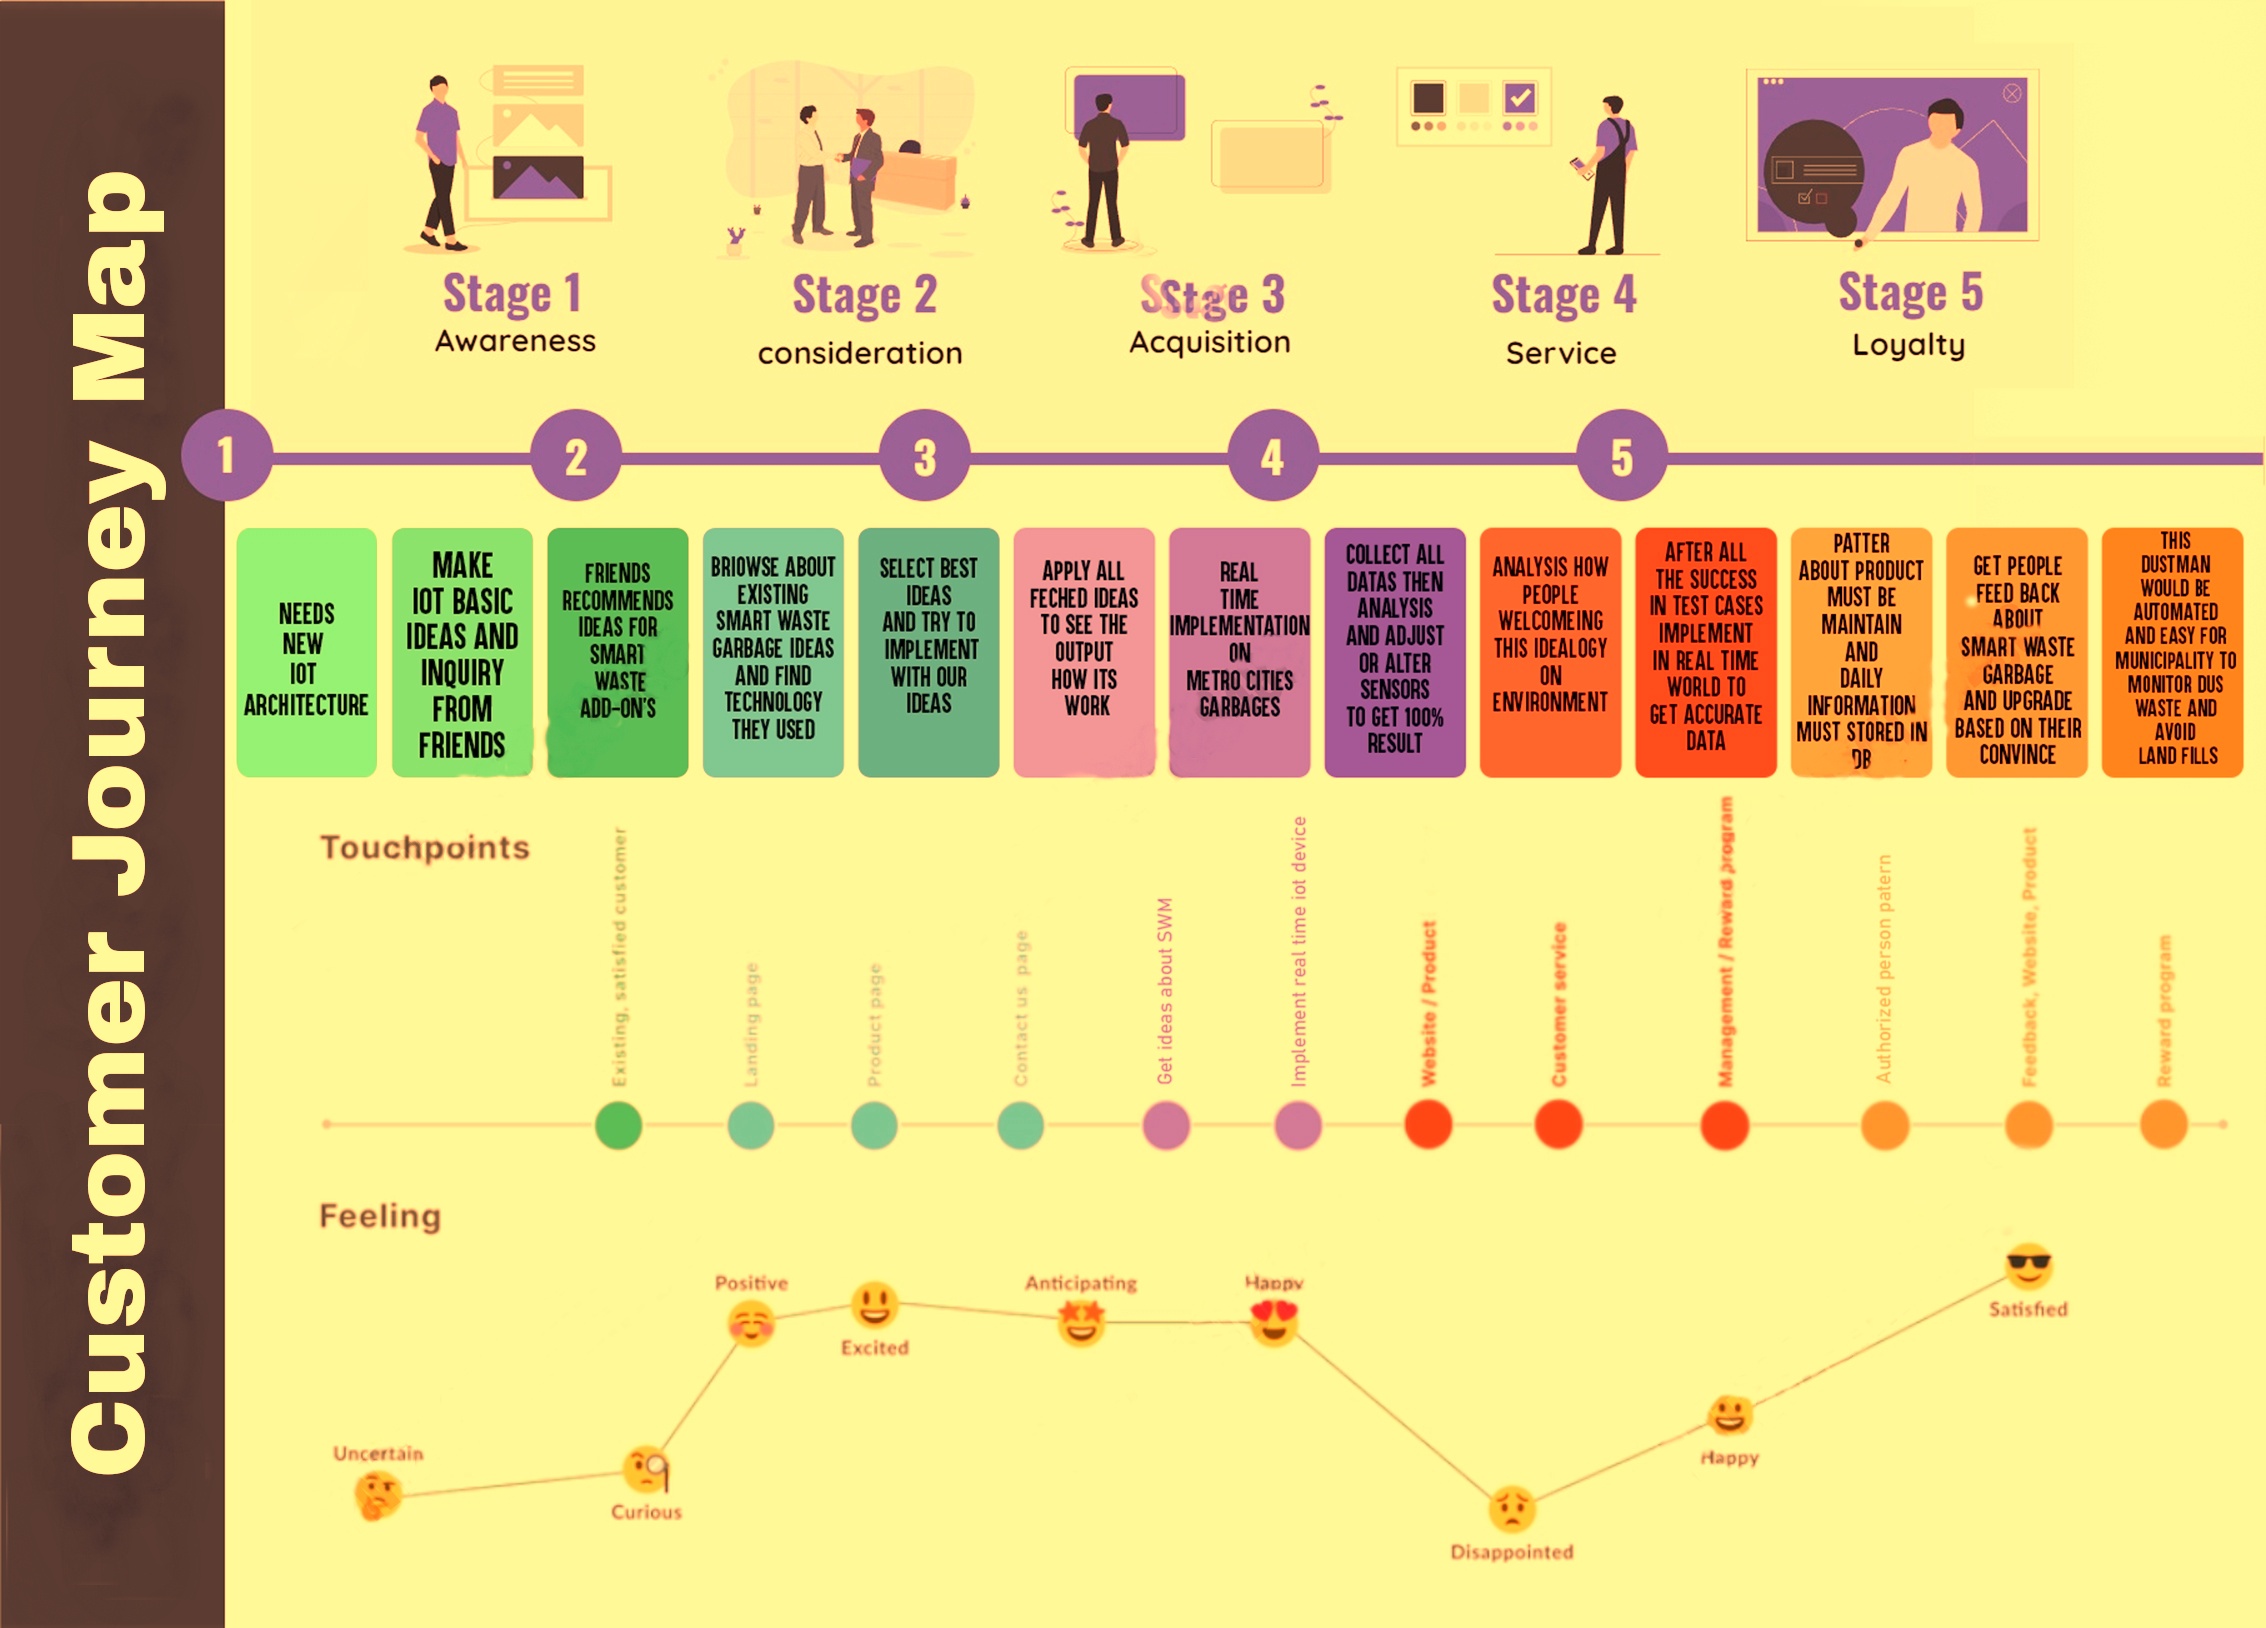 Customer Journey Map
Stage 1
Awareness
Stage 2
consideration
Stage 3
Acquisition
Stage 4
Service
Stage 5
Loyalty
1
2
3
4
5
NEEDS
NEW
IOT
ARCHITECTURE
MAKE
IOT BASIC
IDEAS AND
INQUIRY
FROM
FRIENDS
FRIENDS
RECOMMENDS
IDEAS FOR
SMART
WASTE
ADD-ON'S
BRIOWSE ABOUT
EXISTING
SMART WASTE
GARBAGE IDEAS
AND FIND
TECHNOLOGY
THEY USED
SELECT BEST
IDEAS
AND TRY TO
IMPLEMENT
WITH OUR
IDEAS
APPLY ALL
FECHED IDEAS
TO SEE THE
OUTPUT
HOW ITS
WORK
REAL
TIME
IMPLEMENTATION
ON
METRO CITIES
GARBAGES
COLLECT ALL
DATAS THEN
ANALYSIS
AND ADJUST
OR ALTER
SENSORS
TO GET 100%
RESULT
ANALYSIS HOW
PEOPLE
WELCOMEING
THIS IDEALOGY
ON
ENVIRONMENT
AFTER ALL
THE SUCCESS
IN TEST CASES
IMPLEMENT
IN REAL TIME
WORLD TO
GET ACCURATE
DATA
PATTER
ABOUT PRODUCT
MUST BE
MAINTAIN
AND
DAILY
INFORMATION
MUST STORED IN
DB
GET PEOPLE
FEED BACK
ABOUT
SMART WASTE
GARBAGE
AND UPGRADE
BASED ON THEIR
CONVINCE
THIS
DUSTMAN
WOULD BE
AUTOMATED
AND EASY FOR
MUNICIPALITY TO
MONITOR DUS
WASTE AND
AVOID
LAND FILLS
Touchpoints
Existing, satisfied customer
Landing page
Product page
Contact us page
Get ideas about SWM
Implement real time iot device
Website / Product
Customer service
Management / Reward program
Authorized person patern
Feedback, Website, Product
Reward program
Feeling
Uncertain
Curious
Positive
Excited
Anticipating
Happy
Disappointed
Happy
Satisfied